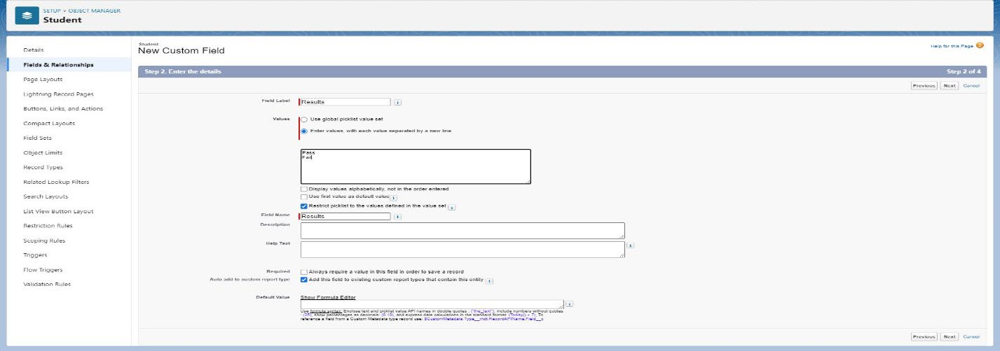 SETUP > OBJECT MANAGER
Student
Details
Fields & Relationships
Page Layouts
Lightning Record Pages
Buttons, Links, and Actions
Compact Layouts
Field Sets
Object Limits
Record Types
Related Lookup Filters
Search Layouts
List View Button Layout
Restriction Rules
Scoping Rules
Triggers
Flow Triggers
Validation Rules
Student
New Custom Field
Help for this Page
Step 2. Enter the details Step 2 of 4
Previous Next Cancel
Field Label Results
Values Use global picklist value set
Enter values, with each value separated by a new line
Pass
Fail
Display values alphabetically, not in the order entered
Use first value as default value
Restrict picklist to the values defined in the value set
Field Name Results
Description
Help Text
Required Always require a value in this field in order to save a record
Auto add to custom report type Add this field to existing custom report types that contain this entity
Default Value Show Formula Editor
Use formula syntax: Enclose text and picklist value API names in double quotes : ("the_text"), include numbers without quotes
: (25), show percentages as decimals: (0.10), and express date calculations in the standard format: (Today() + 7), To
reference a field from a Custom Metadata type record use: $CustomMetadata.Type__mdt.RecordAPIName.Field__c
Previous Next Cancel